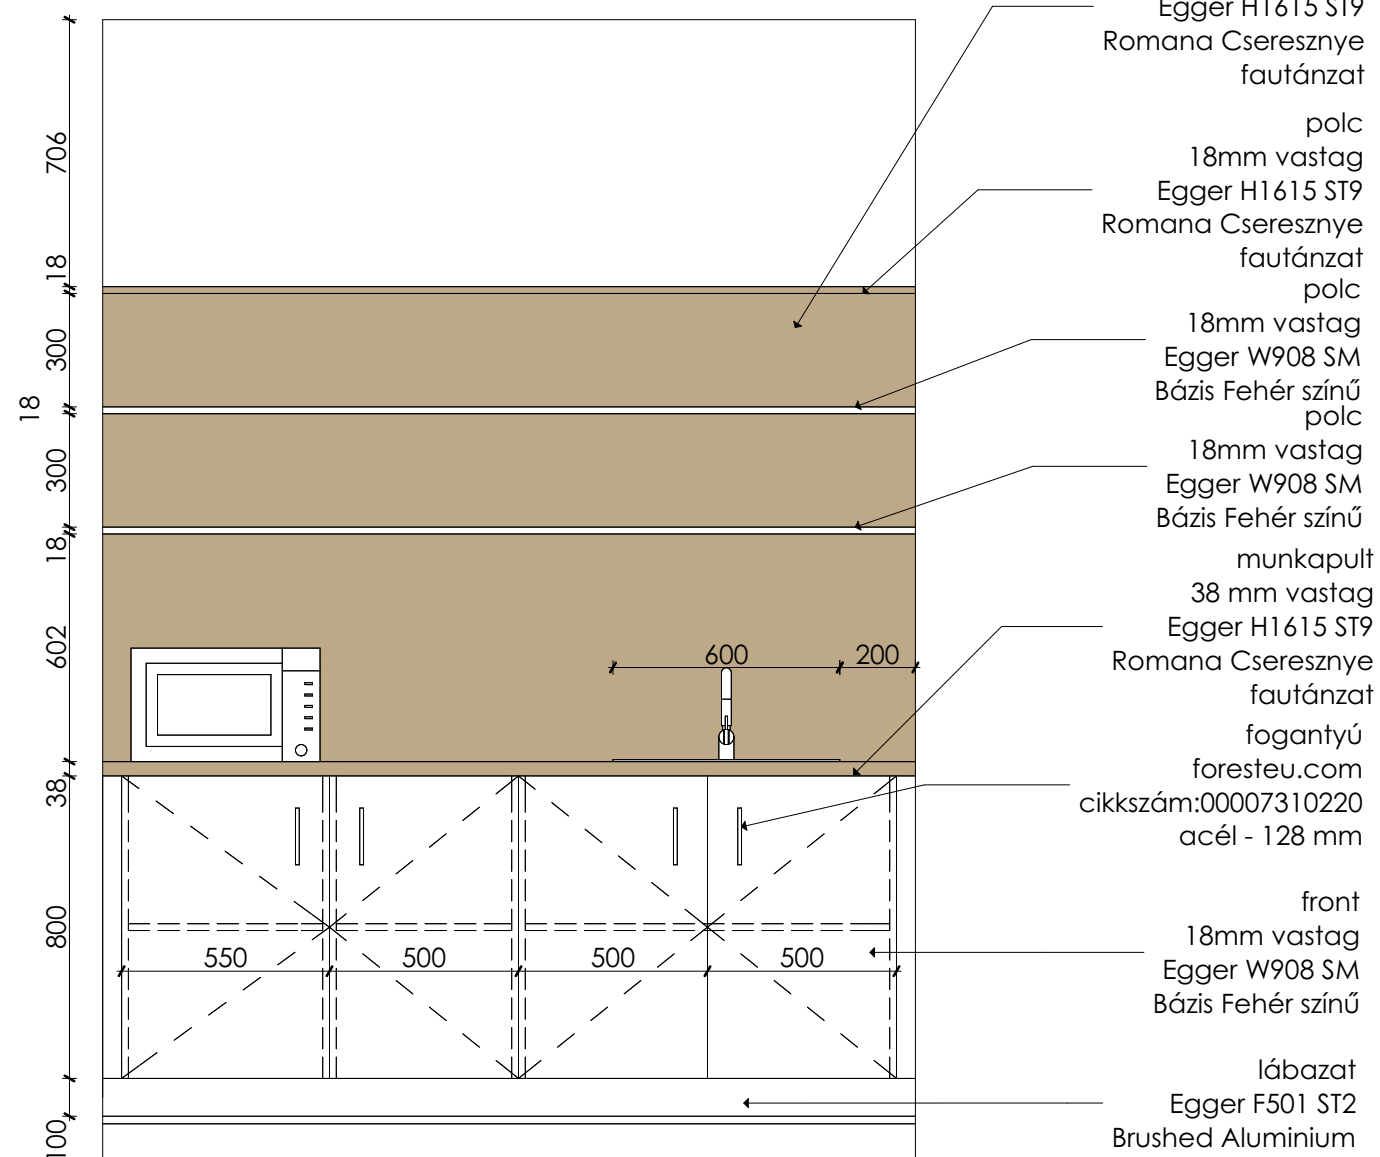 Egger H1615 ST9
Romana Cseresznye
fautánzat
polc
18mm vastag
Egger H1615 ST9
Romana Cseresznye
fautánzat
polc
18mm vastag
Egger W908 SM
Bázis Fehér színű
polc
18mm vastag
Egger W908 SM
Bázis Fehér színű
munkapult
38 mm vastag
Egger H1615 ST9
Romana Cseresznye
fautánzat
fogantyú
foresteu.com
cikkszám:00007310220
acél - 128 mm
front
18mm vastag
Egger W908 SM
Bázis Fehér színű
lábazat
Egger F501 ST2
Brushed Aluminium
706
18
300
18
300
18
602
38
800
100
600
200
550
500
500
500